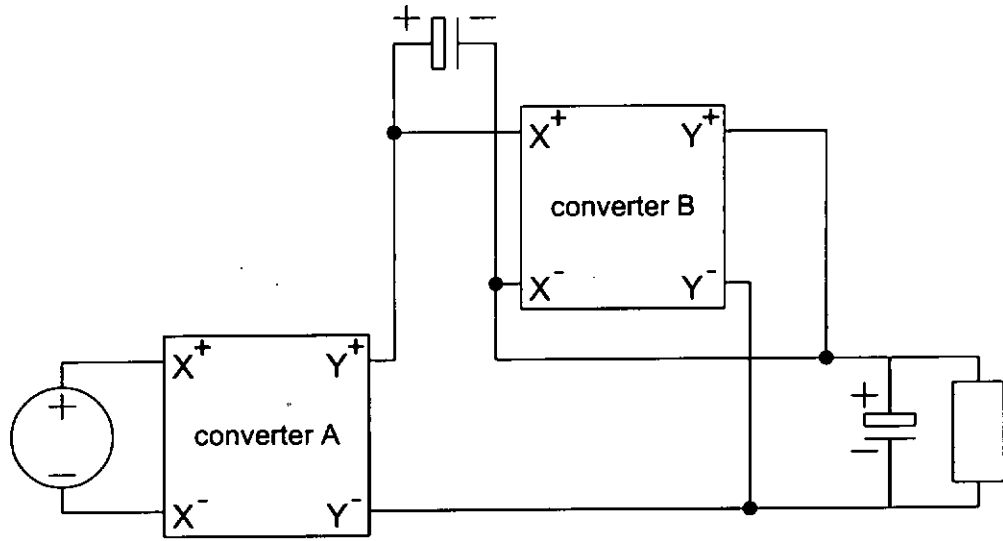 + −
X+ Y+
converter B
X- Y-
X+ Y+
+
converter A
+
−
−
X- Y-